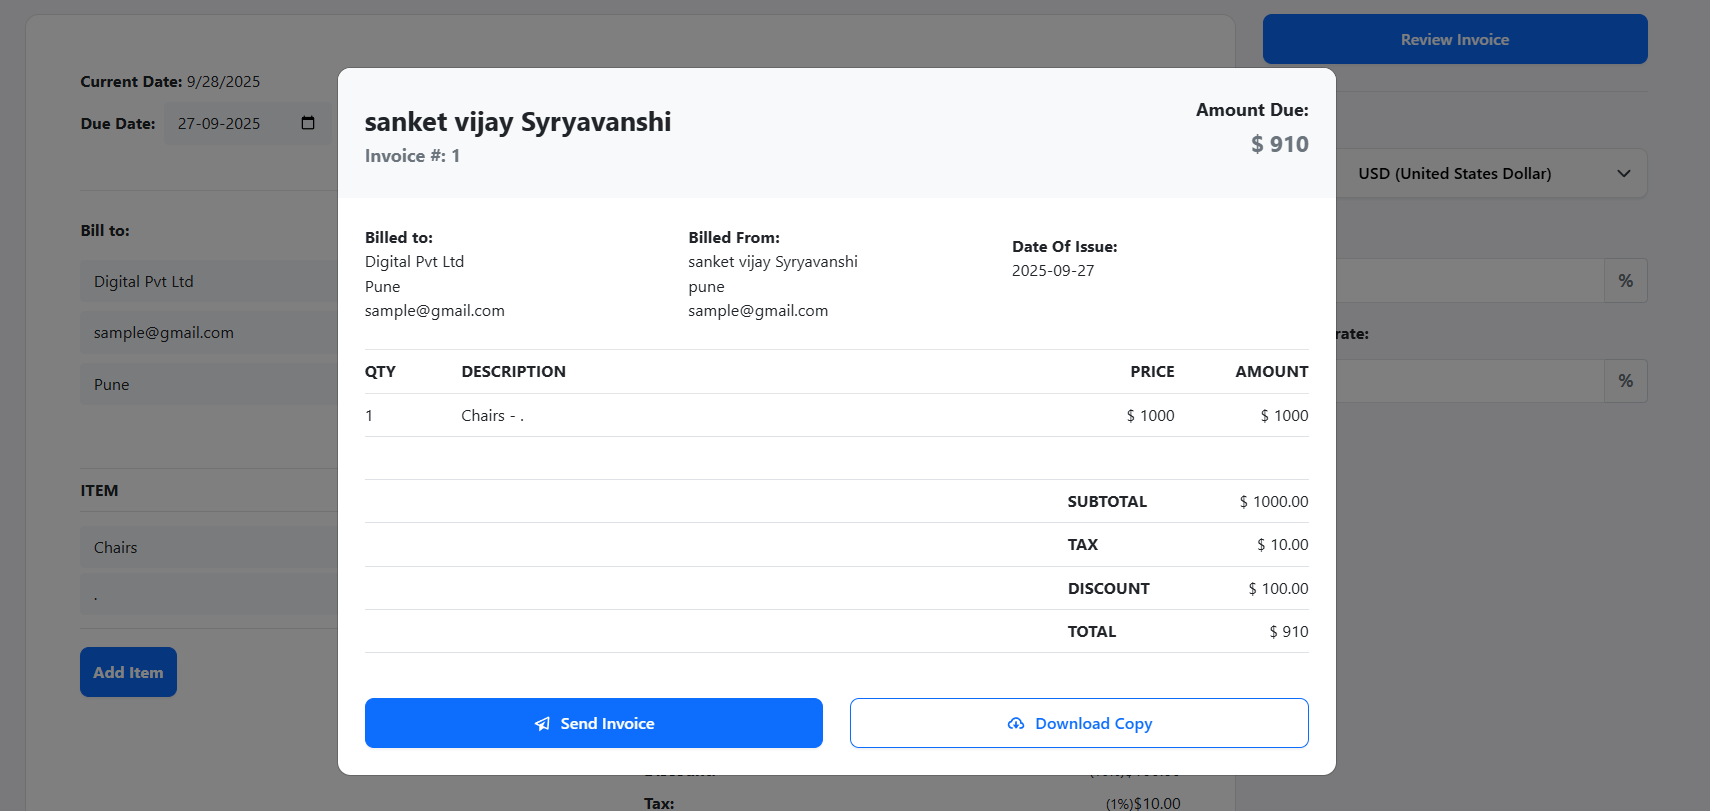 Review Invoice
Current Date: 9/28/2025
Due Date: 27-09-2025
sanket vijay Syryavanshi
Invoice #: 1
Amount Due:
$ 910
USD (United States Dollar)
Bill to:
Digital Pvt Ltd
sample@gmail.com
Pune
%
rate:
%
Billed to:
Digital Pvt Ltd
Pune
sample@gmail.com
Billed From:
sanket vijay Syryavanshi
pune
sample@gmail.com
Date Of Issue:
2025-09-27
QTY DESCRIPTION PRICE AMOUNT
1 Chairs - . $ 1000 $ 1000
SUBTOTAL $ 1000.00
TAX $ 10.00
DISCOUNT $ 100.00
TOTAL $ 910
ITEM
Chairs
.
Add Item
Send Invoice
Download Copy
Tax: (1%)$10.00